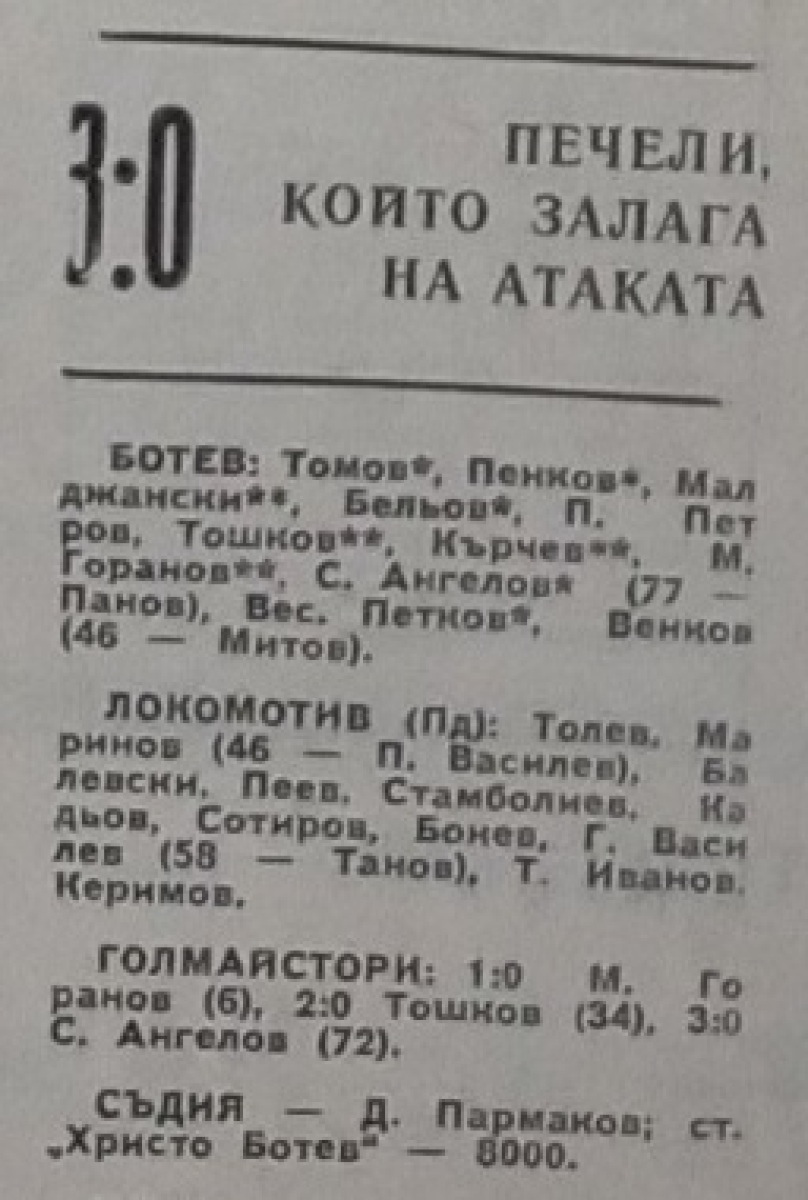 3:0
ПЕЧЕЛИ,
КОЙТО ЗАЛАГА
НА АТАКАТА
БОТЕВ: Томов*, Пенков*, Мал
джански**, Бельов*, П. Пет
ров, Тошков**, Кърчев**, М.
Горанов**, С. Ангелов* (77 —
Панов), Вес. Петков*, Венков
(46 — Митов).
ЛОКОМОТИВ (Пд): Толев, Ма
ринов (46 — П. Василев), Ба
левски, Пеев, Стамболиев, Ка
дьов, Сотиров, Бонев, Г. Васи
лев (58 — Танов), Т. Иванов,
Керимов.
ГОЛМАЙСТОРИ: 1:0 М. Го
ранов (6), 2:0 Тошков (34), 3:0
С. Ангелов (72).
СЪДИЯ — Д. Пармаков; ст.
„Христо Ботев" — 8000.